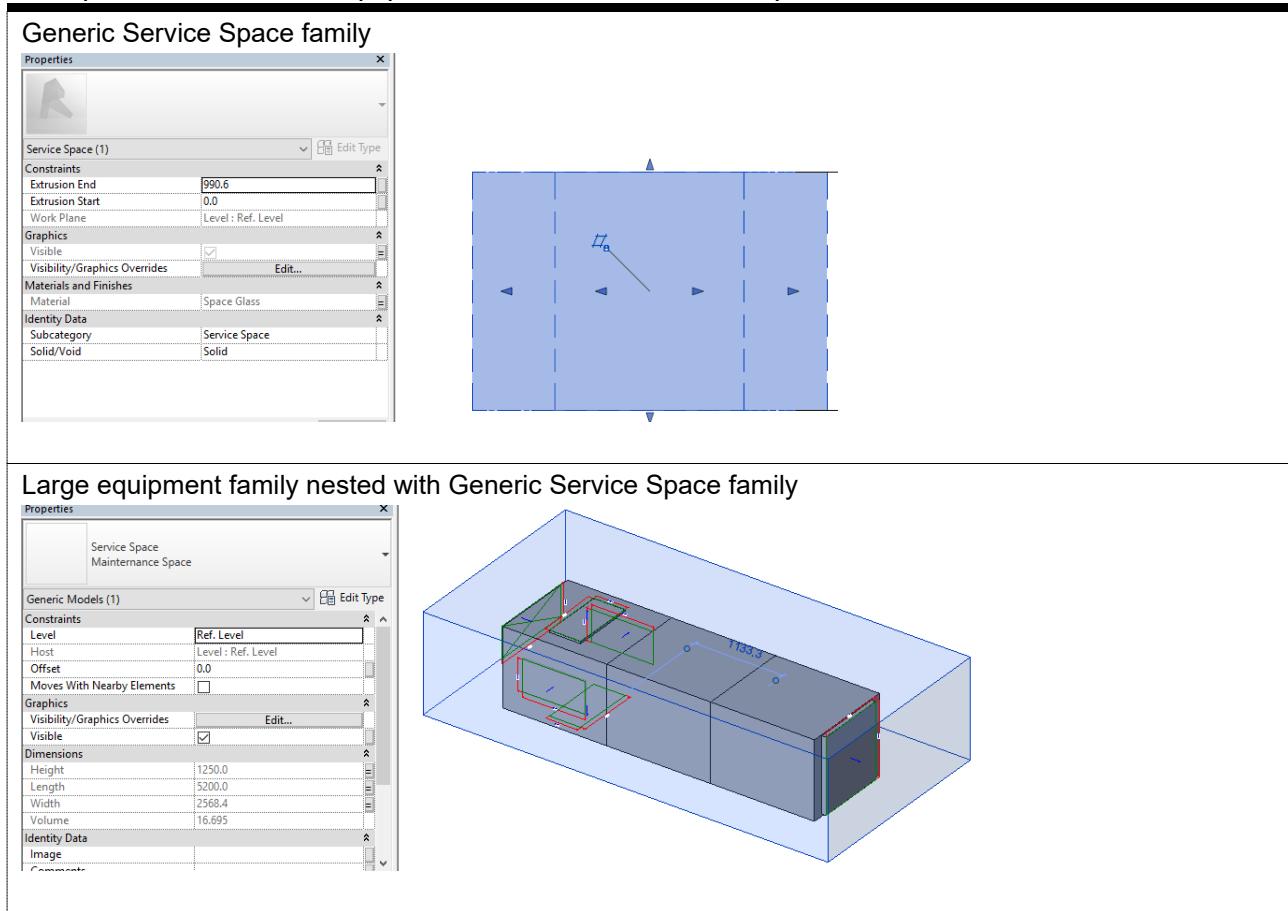 Generic Service Space family
Properties ×
Service Space (1) Edit Type
Constraints
Extrusion End 990.6
Extrusion Start 0.0
Work Plane Level : Ref. Level
Graphics
Visible
Visibility/Graphics Overrides Edit...
Materials and Finishes
Material Space Glass
Identity Data
Subcategory Service Space
Solid/Void Solid
Large equipment family nested with Generic Service Space family
Properties ×
Service Space
Mainternance Space
Generic Models (1) Edit Type
Constraints
Level Ref. Level
Host Level : Ref. Level
Offset 0.0
Moves With Nearby Elements
Graphics
Visibility/Graphics Overrides Edit...
Visible
Dimensions
Height 1250.0
Length 5200.0
Width 2568.4
Volume 16.695
Identity Data
Image
Comments
1133.3